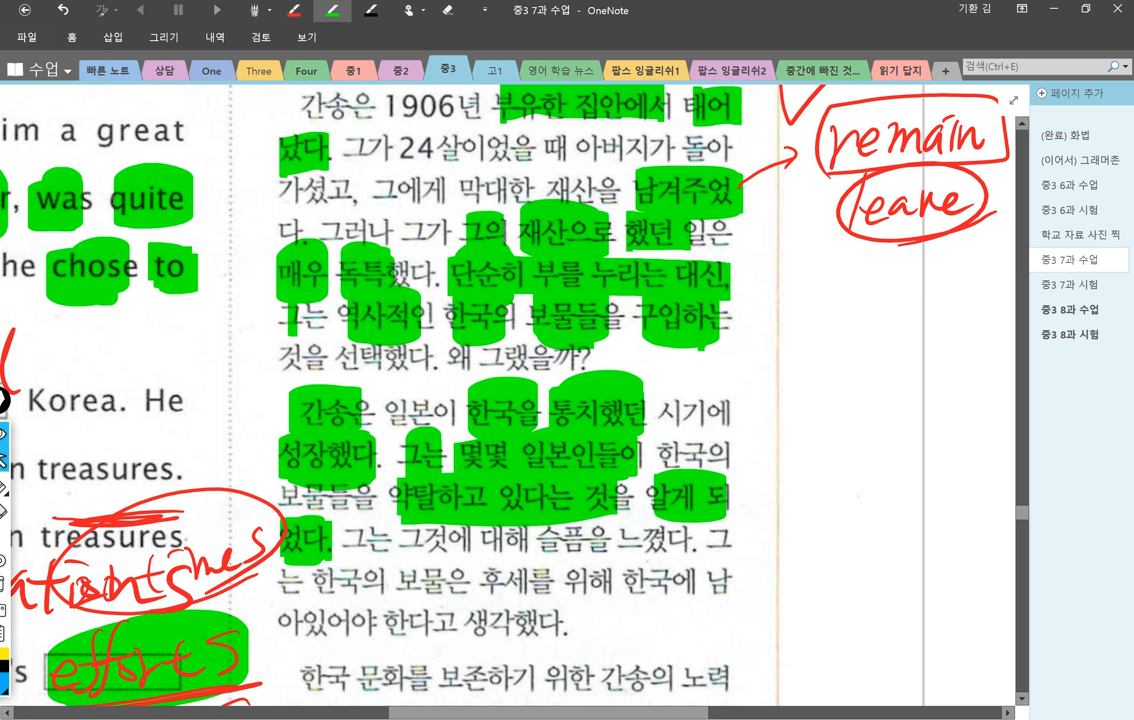 중3 7과 수업 - OneNote
기환 김
파일 홈 삽입 그리기 내역 검토 보기
수업 빠른 노트 상담 One Three Four 중1 중2 중3 고1 영어 학습 뉴스 팝스 잉글리쉬1 팝스 잉글리쉬2 중간에 빠진 것... 읽기 답지 +
검색(Ctrl+E)
페이지 추가
(완료) 화법
(이어서) 그래머존
중3 6과 수업
중3 6과 시험
학교 자료 사진 찍
중3 7과 수업
중3 7과 시험
중3 8과 수업
중3 8과 시험
im a great
r, was quite
he chose to
Korea. He
n treasures.
n treasures
's
efforts
간송은 1906년 부유한 집안에서 태어
났다. 그가 24살이었을 때 아버지가 돌아
가셨고, 그에게 막대한 재산을 남겨주었
다. 그러나 그가 그의 재산으로 했던 일은
매우 독특했다. 단순히 부를 누리는 대신,
그는 역사적인 한국의 보물들을 구입하는
것을 선택했다. 왜 그랬을까?
간송은 일본이 한국을 통치했던 시기에
성장했다. 그는 몇몇 일본인들이 한국의
보물들을 약탈하고 있다는 것을 알게 되
었다. 그는 그것에 대해 슬픔을 느꼈다. 그
는 한국의 보물은 후세를 위해 한국에 남
아있어야 한다고 생각했다.
한국 문화를 보존하기 위한 간송의 노력
remain
leave